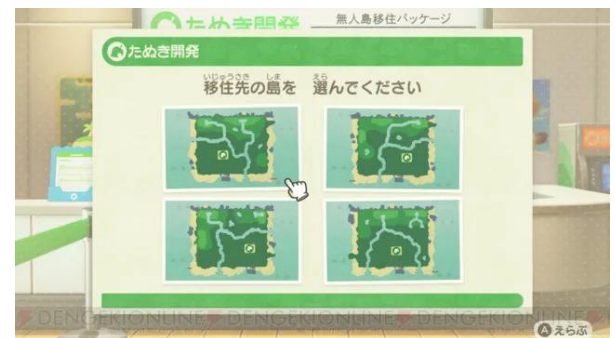 たぬき開発
無人島移住パッケージ
たぬき開発
いじゅうさき しま えら
移住先の島を 選んでください
DENGEKIONLINE DENGEKIONLINE DENGEKIONLINE
Aえらぶ